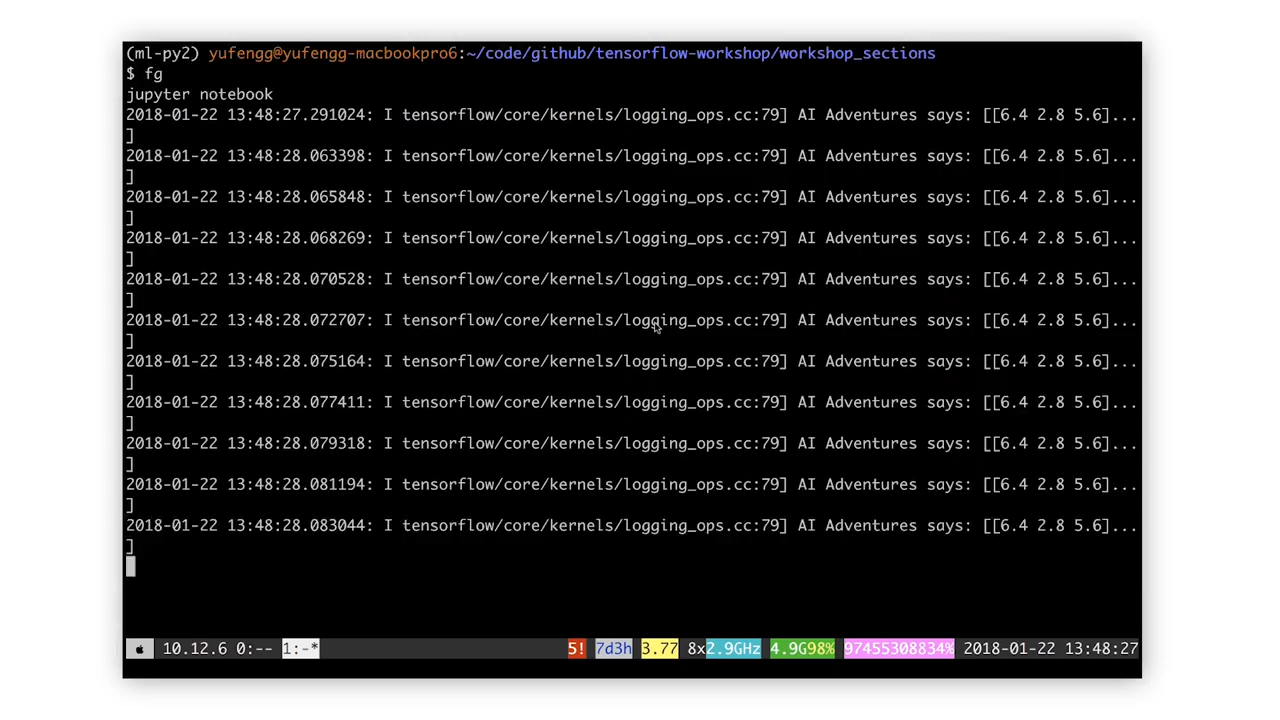 (ml-py2) yufengg@yufengg-macbookpro6:~/code/github/tensorflow-workshop/workshop_sections
$ fg
jupyter notebook
2018-01-22 13:48:27.291024: I tensorflow/core/kernels/logging_ops.cc:79] AI Adventures says: [[6.4 2.8 5.6]...
]
2018-01-22 13:48:28.063398: I tensorflow/core/kernels/logging_ops.cc:79] AI Adventures says: [[6.4 2.8 5.6]...
]
2018-01-22 13:48:28.065848: I tensorflow/core/kernels/logging_ops.cc:79] AI Adventures says: [[6.4 2.8 5.6]...
]
2018-01-22 13:48:28.068269: I tensorflow/core/kernels/logging_ops.cc:79] AI Adventures says: [[6.4 2.8 5.6]...
]
2018-01-22 13:48:28.070528: I tensorflow/core/kernels/logging_ops.cc:79] AI Adventures says: [[6.4 2.8 5.6]...
]
2018-01-22 13:48:28.072707: I tensorflow/core/kernels/logging_ops.cc:79] AI Adventures says: [[6.4 2.8 5.6]...
]
2018-01-22 13:48:28.075164: I tensorflow/core/kernels/logging_ops.cc:79] AI Adventures says: [[6.4 2.8 5.6]...
]
2018-01-22 13:48:28.077411: I tensorflow/core/kernels/logging_ops.cc:79] AI Adventures says: [[6.4 2.8 5.6]...
]
2018-01-22 13:48:28.079318: I tensorflow/core/kernels/logging_ops.cc:79] AI Adventures says: [[6.4 2.8 5.6]...
]
2018-01-22 13:48:28.081194: I tensorflow/core/kernels/logging_ops.cc:79] AI Adventures says: [[6.4 2.8 5.6]...
]
2018-01-22 13:48:28.083044: I tensorflow/core/kernels/logging_ops.cc:79] AI Adventures says: [[6.4 2.8 5.6]...
]
10.12.6 0:-- 1:-* 5! 7d3h 3.77 8x2.9GHz 4.9G98% 97455308834% 2018-01-22 13:48:27